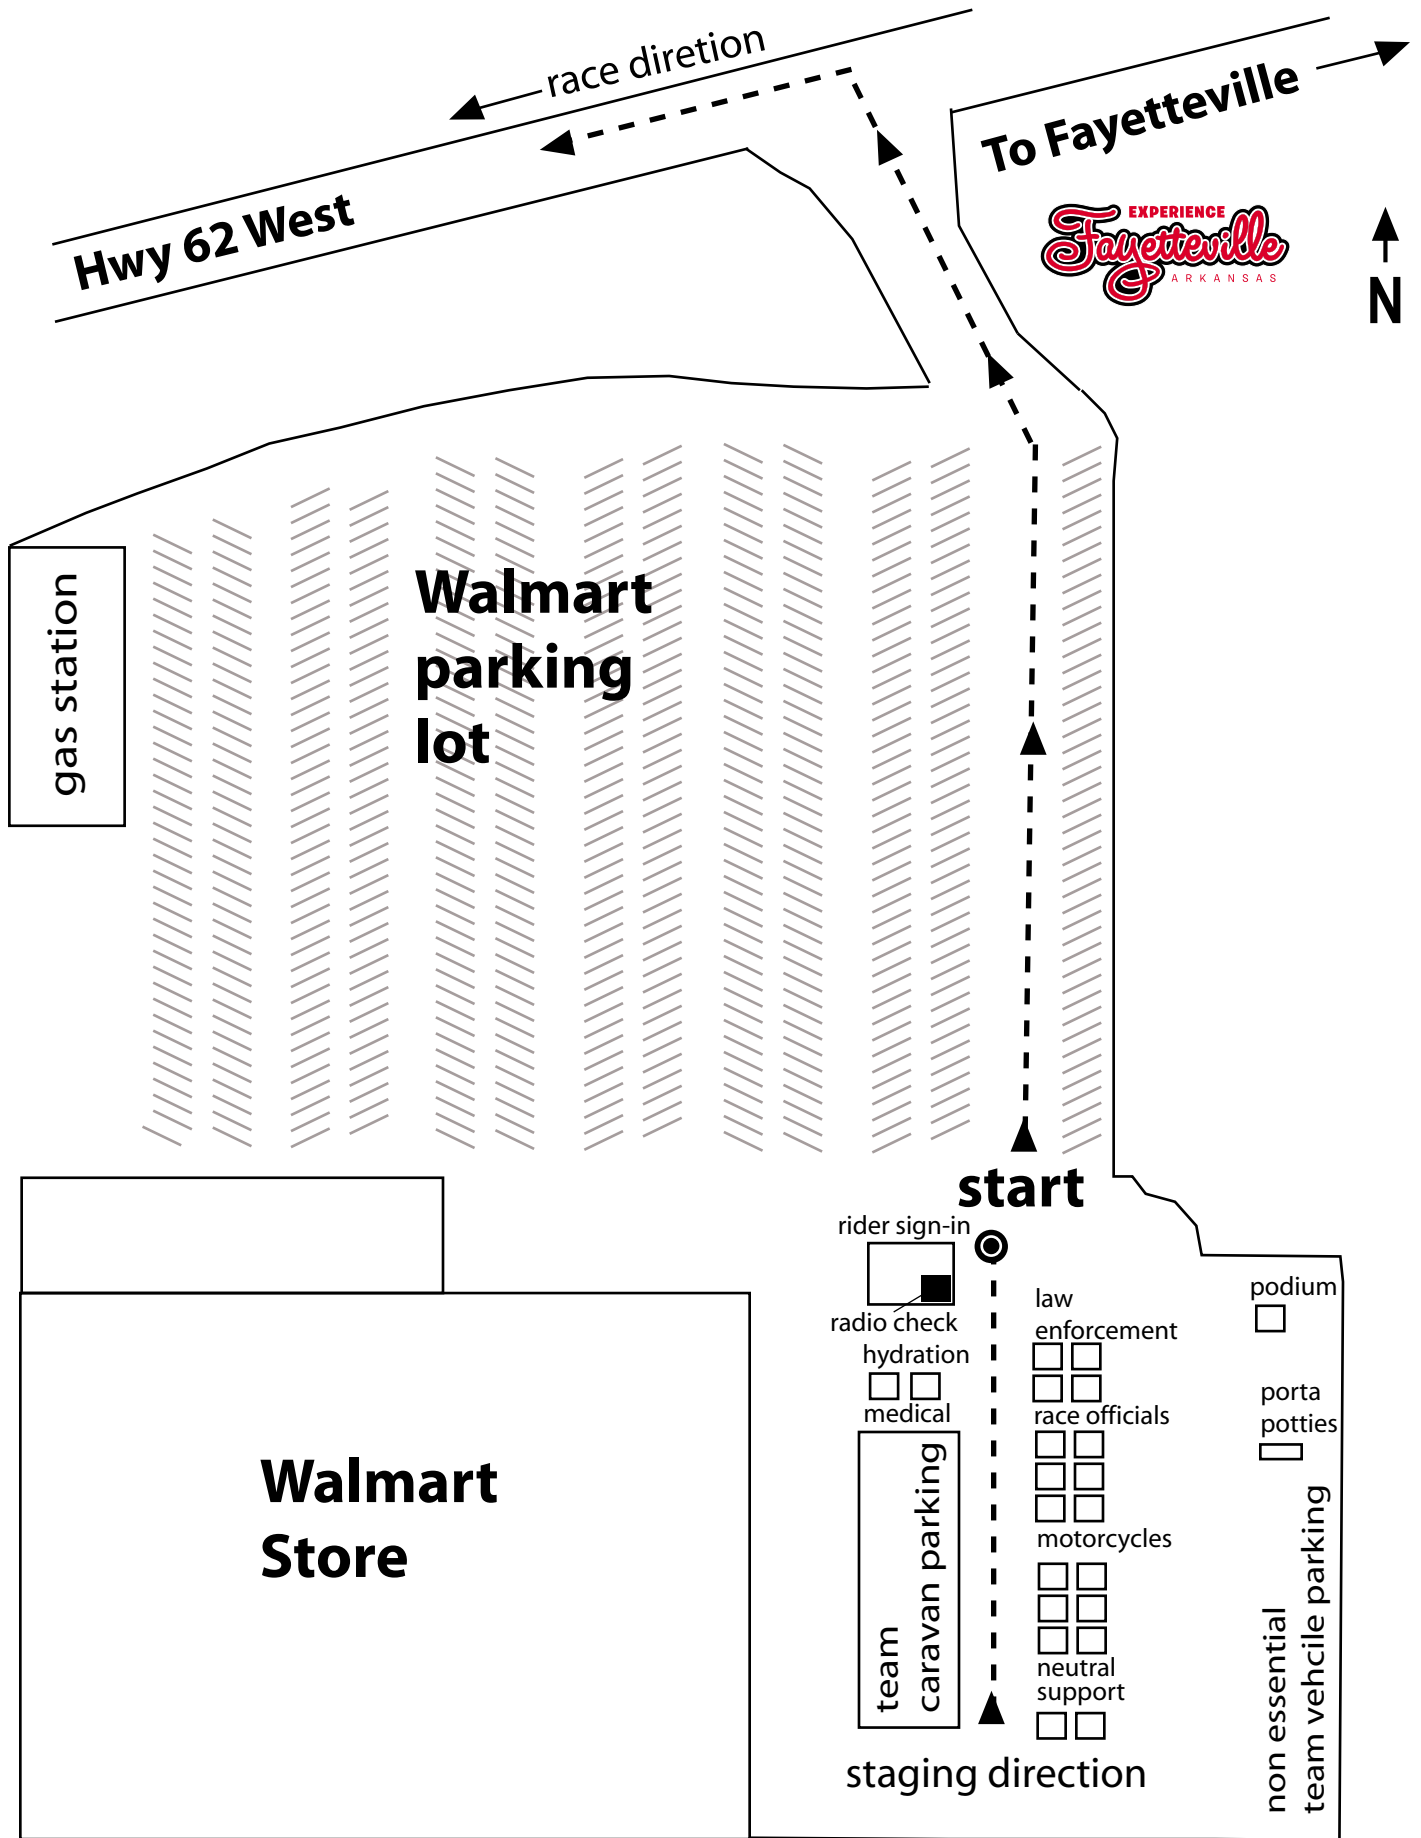 race diretion
To Fayetteville
Hwy 62 West
EXPERIENCE
Fayetteville
ARKANSAS
N
gas station
Walmart
parking
lot
start
rider sign-in
radio check
hydration
medical
law
enforcement
race officials
motorcycles
neutral
support
podium
porta
potties
team
caravan parking
non essential
team vehcile parking
Walmart
Store
staging direction